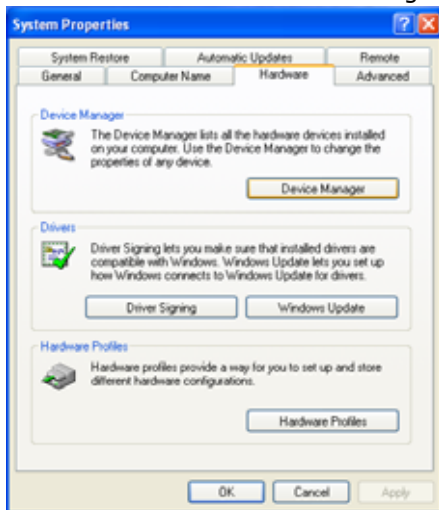 System Properties
System Restore Automatic Updates Remote
General Computer Name Hardware Advanced
Device Manager
The Device Manager lists all the hardware devices installed
on your computer. Use the Device Manager to change the
properties of any device.
Device Manager
Drivers
Driver Signing lets you make sure that installed drivers are
compatible with Windows. Windows Update lets you set up
how Windows connects to Windows Update for drivers.
Driver Signing Windows Update
Hardware Profiles
Hardware profiles provide a way for you to set up and store
different hardware configurations.
Hardware Profiles
OK Cancel Apply